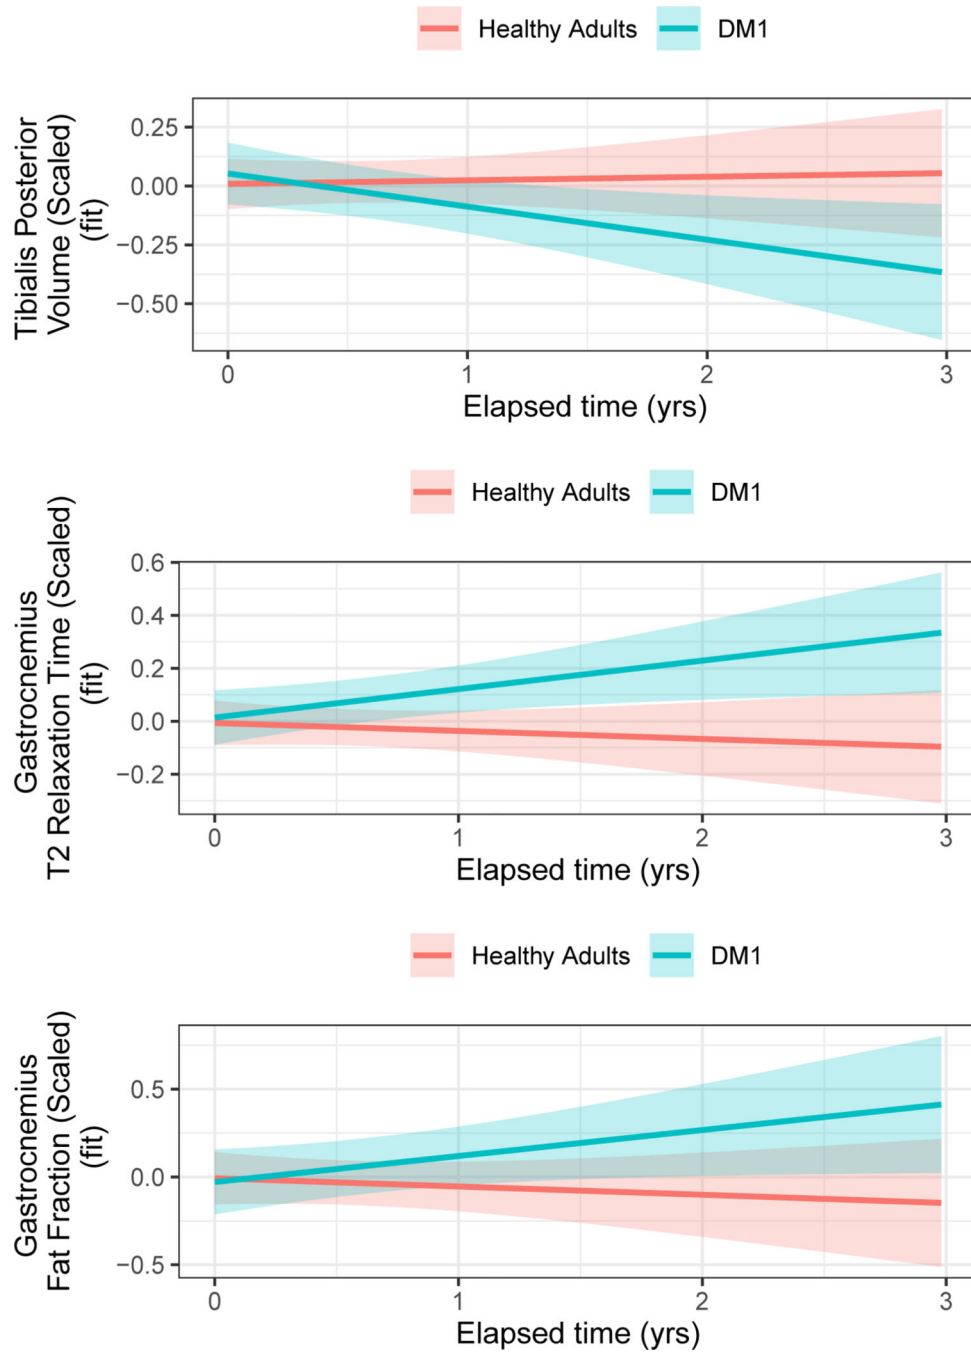 Healthy Adults DM1
Tibialis Posterior
Volume (Scaled)
(fit)
0.25
0.00
−0.25
−0.50
0 1 2 3
Elapsed time (yrs)
Healthy Adults DM1
Gastrocnemius
T2 Relaxation Time (Scaled)
(fit)
0.6
0.4
0.2
0.0
−0.2
0 1 2 3
Elapsed time (yrs)
Healthy Adults DM1
Gastrocnemius
Fat Fraction (Scaled)
(fit)
0.5
0.0
−0.5
0 1 2 3
Elapsed time (yrs)